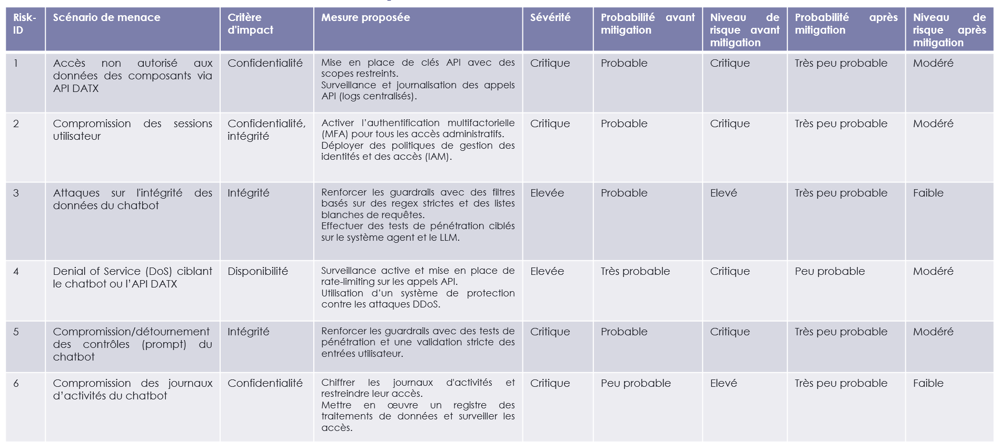 Risk-
ID
Scénario de menace
Critère
d'impact
Mesure proposée
Sévérité
Probabilité avant
mitigation
Niveau de
risque avant
mitigation
Probabilité après
mitigation
Niveau de
risque après
mitigation
1
Accès non autorisé aux
données des composants via
API DATX
Confidentialité
Mise en place de clés API avec des
scopes restreints.
Surveillance et journalisation des appels
API (logs centralisés).
Critique
Probable
Critique
Très peu probable
Modéré
2
Compromission des sessions
utilisateur
Confidentialité,
intégrité
Activer l’authentification multifactorielle
(MFA) pour tous les accès administratifs.
Déployer des politiques de gestion des
identités et des accès (IAM).
Critique
Probable
Critique
Très peu probable
Modéré
3
Attaques sur l'intégrité des
données du chatbot
Intégrité
Renforcer les guardrails avec des filtres
basés sur des regex strictes et des listes
blanches de requêtes.
Effectuer des tests de pénétration ciblés
sur le système agent et le LLM.
Elevée
Probable
Elevé
Très peu probable
Faible
4
Denial of Service (DoS) ciblant
le chatbot ou l’API DATX
Disponibilité
Surveillance active et mise en place de
rate-limiting sur les appels API.
Utilisation d’un système de protection
contre les attaques DDoS.
Elevée
Très probable
Critique
Peu probable
Modéré
5
Compromission/détournement
des contrôles (prompt) du
chatbot
Intégrité
Renforcer les guardrails avec des tests de
pénétration et une validation stricte des
entrées utilisateur.
Critique
Probable
Critique
Très peu probable
Modéré
6
Compromission des journaux
d’activités du chatbot
Confidentialité
Chiffrer les journaux d'activités et
restreindre leur accès.
Mettre en œuvre un registre des
traitements de données et surveiller les
accès.
Critique
Peu probable
Elevé
Très peu probable
Faible